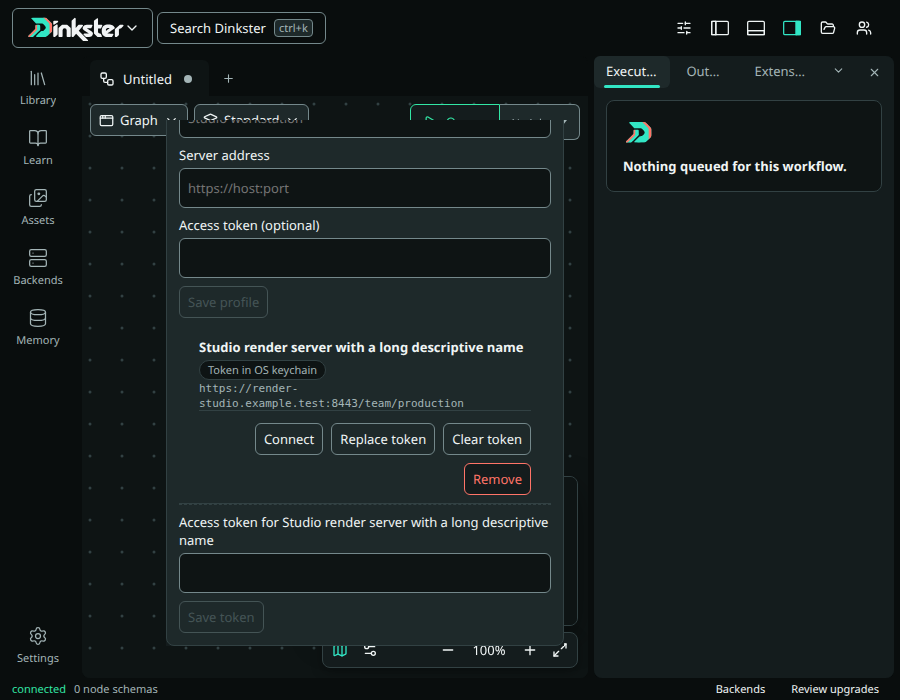 Dinkster
Search Dinkster ctrl+k
Library
Learn
Assets
Backends
Memory
Settings
Untitled
Graph
Standard
Server address
https://host:port
Access token (optional)
Save profile
Studio render server with a long descriptive name
Token in OS keychain
https://render-
studio.example.test:8443/team/production
Connect Replace token Clear token
Remove
Access token for Studio render server with a long descriptive
name
Save token
100%
Execut... Out... Extens...
Nothing queued for this workflow.
connected 0 node schemas
Backends Review upgrades